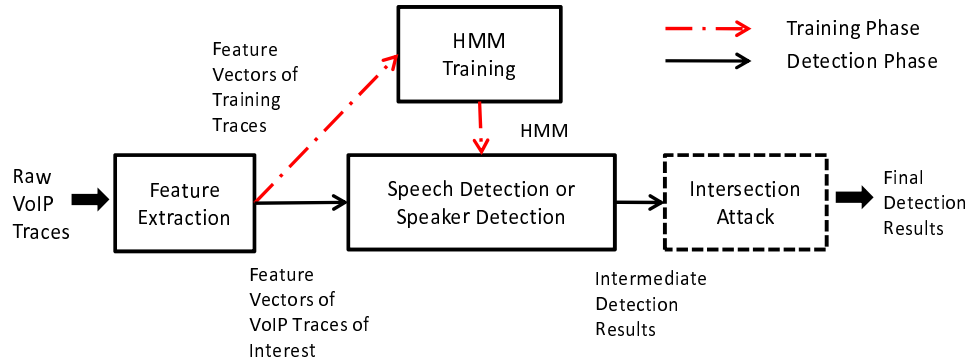 Feature
Vectors of
Training
Traces
HMM
Training
Training Phase
Detection Phase
HMM
Raw
VoIP
Traces
Feature
Extraction
Speech Detection or
Speaker Detection
Intersection
Attack
Final
Detection
Results
Feature
Vectors of
VoIP Traces of
Interest
Intermediate
Detection
Results